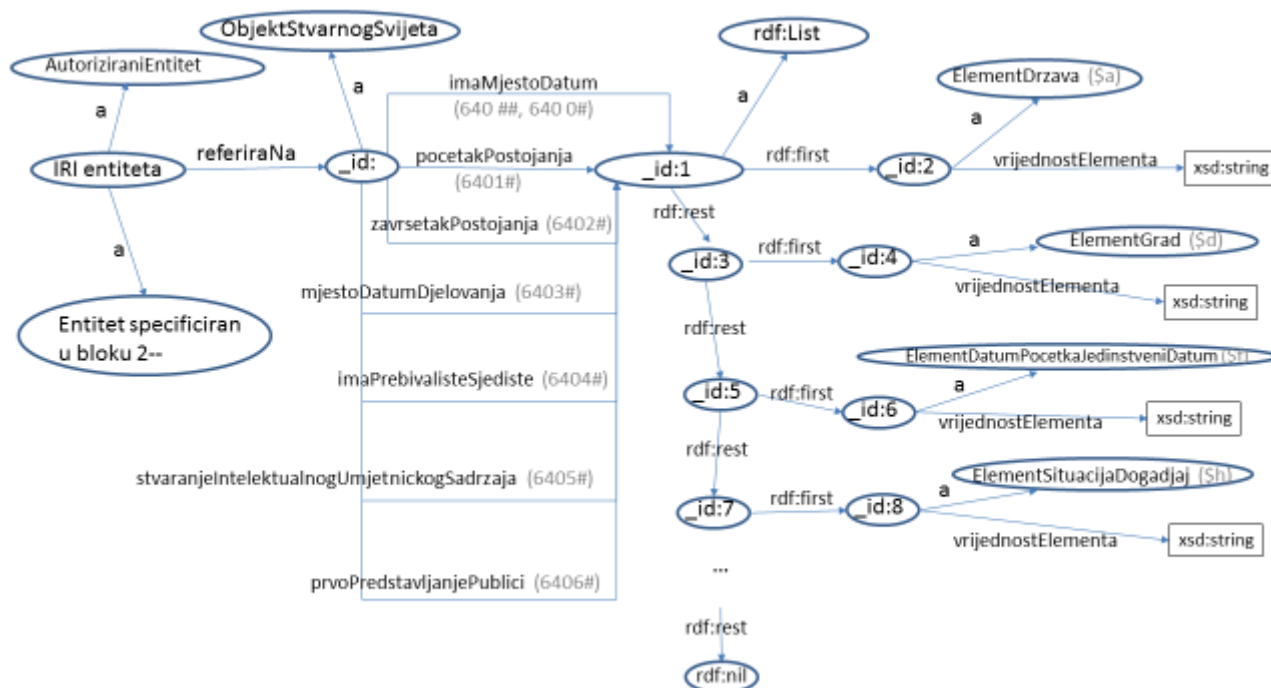 ObjektStvarnogSvijeta
rdf:List
AutoriziraniEntitet
ElementDrzava ($a)
a
a
a
a
imaMjestoDatum
(640 ##, 640 0#)
IRI entiteta
referiraNa
_id:
pocetakPostojanja
(6401#)
_id:1
rdf:first
_id:2
vrijednostElementa
xsd:string
rdf:rest
zavrsetakPostojanja (6402#)
a
_id:3
rdf:first
_id:4
a
ElementGrad ($d)
vrijednostElementa
xsd:string
mjestoDatumDjelovanja (6403#)
Entitet specificiran
u bloku 2--
rdf:rest
ElementDatumPocetkaJedinstveniDatum($f)
imaPrebivalisteSjediste (6404#)
_id:5
rdf:first
_id:6
a
vrijednostElementa
xsd:string
rdf:rest
stvaranjeIntelektualnogUmjetnickogSadrzaja (6405#)
ElementSituacijaDogadjaj ($h)
_id:7
rdf:first
_id:8
a
vrijednostElementa
xsd:string
prvoPredstavljanjePublici (6406#)
...
rdf:rest
rdf:nil